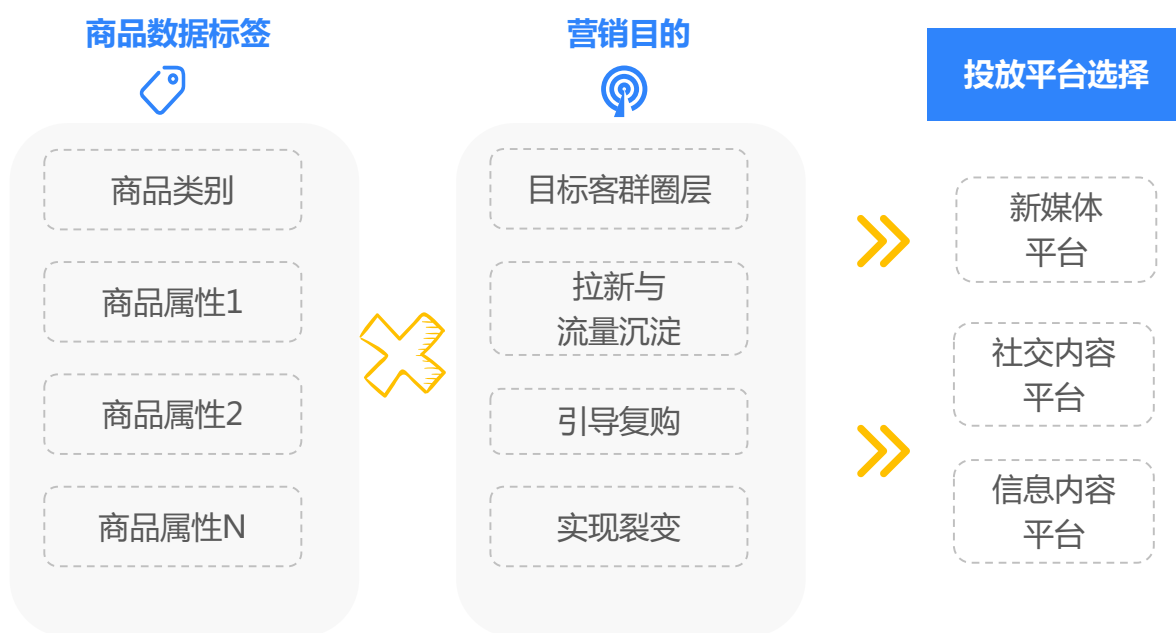 商品数据标签
商品类别
商品属性1
商品属性2
商品属性N
营销目的
目标客群圈层
拉新与
流量沉淀
引导复购
实现裂变
投放平台选择
新媒体
平台
社交内容
平台
信息内容
平台